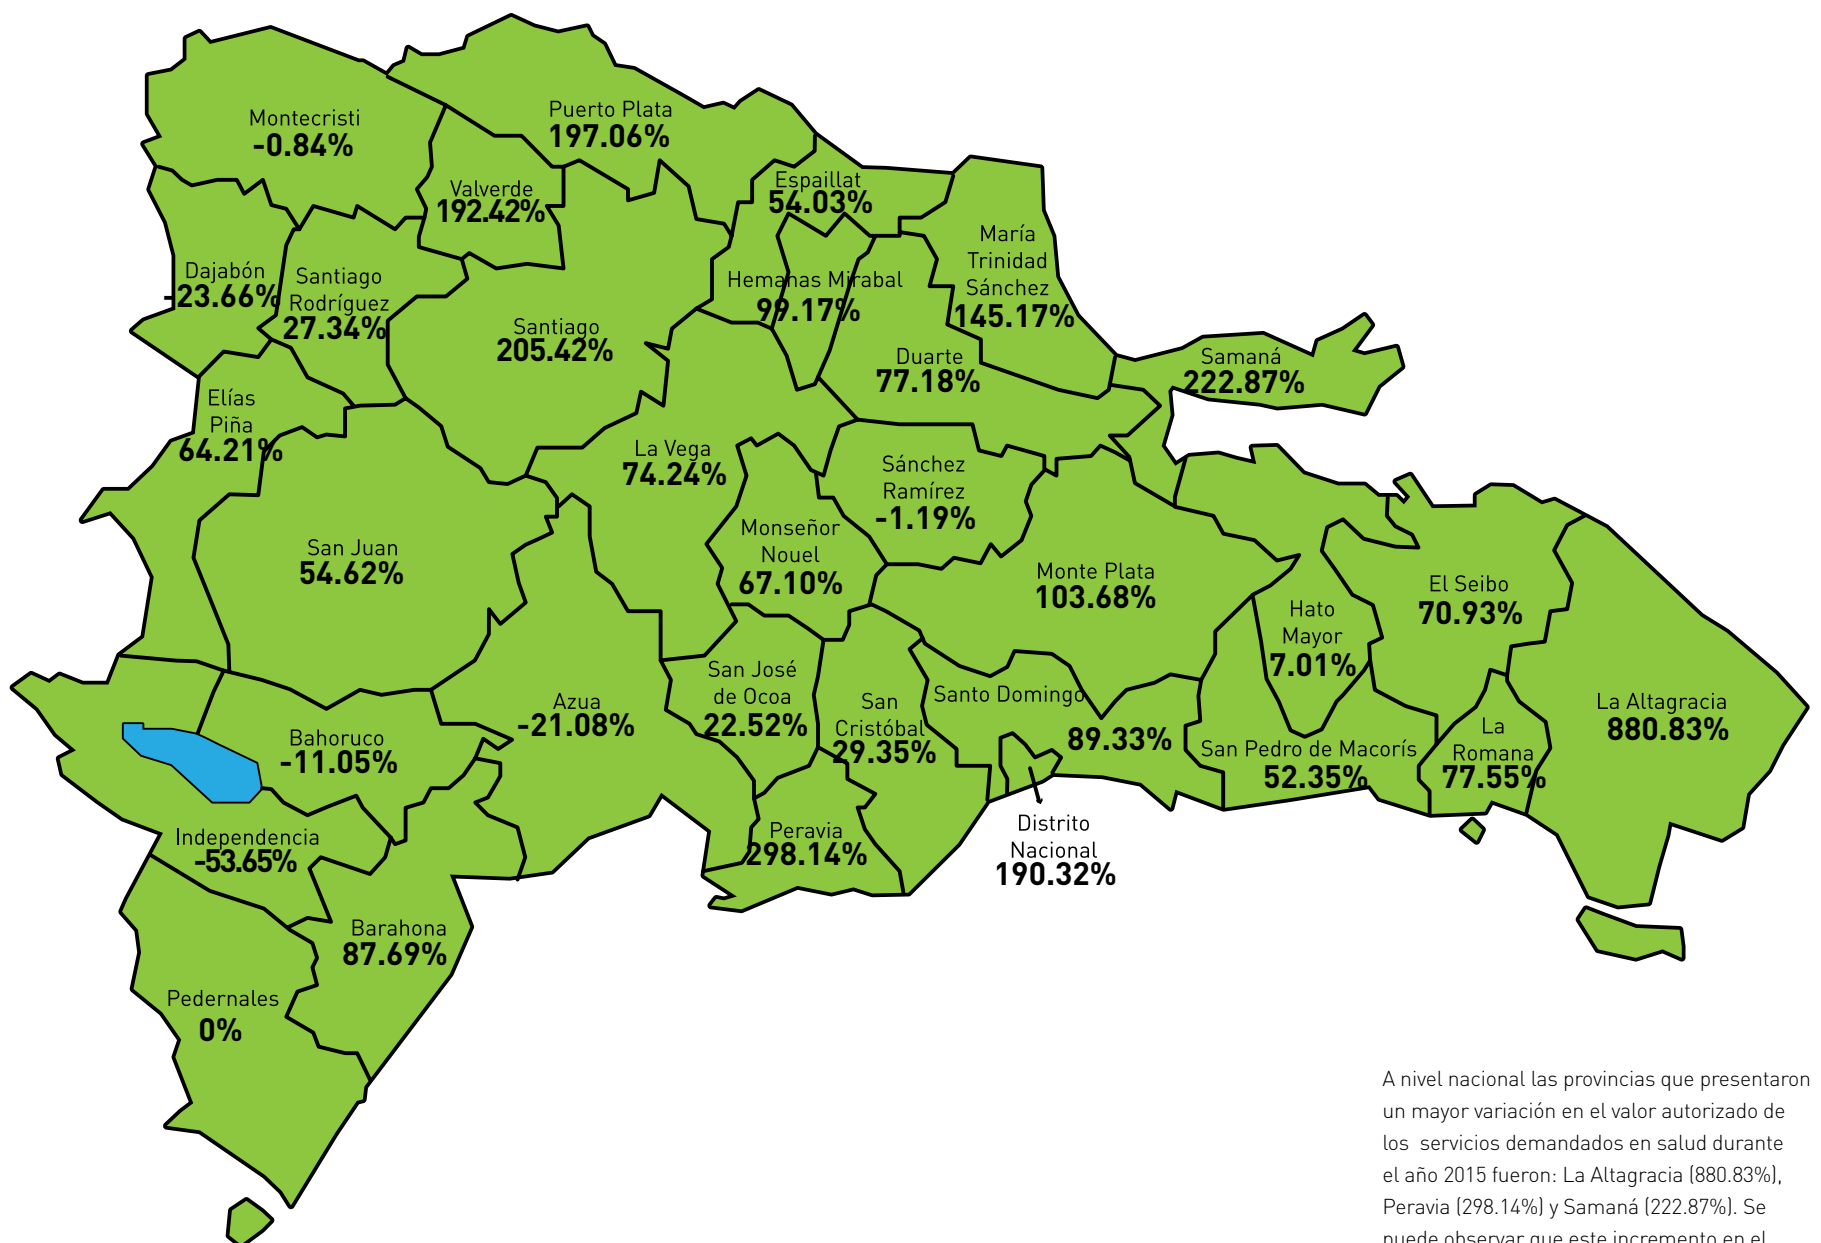 Montecristi
-0.84%
Puerto Plata
197.06%
Valverde
192.42%
Espaillat
54.03%
María
Trinidad
Sánchez
145.17%
Dajabón
-23.66%
Santiago
Rodríguez
27.34%
Hemanas Mirabal
99.17%
Santiago
205.42%
Duarte
77.18%
Samaná
222.87%
Elías
Piña
64.21%
La Vega
74.24%
Sánchez
Ramírez
-1.19%
San Juan
54.62%
Monseñor
Nouel
67.10%
Monte Plata
103.68%
Hato
Mayor
7.01%
El Seibo
70.93%
Azua
-21.08%
San José
de Ocoa
22.52%
San
Cristóbal
29.35%
Santo Domingo
89.33%
San Pedro de Macorís
52.35%
La
Romana
77.55%
La Altagracia
880.83%
Bahoruco
-11.05%
Independencia
-53.65%
Peravia
298.14%
Distrito
Nacional
190.32%
Barahona
87.69%
Pedernales
0%
A nivel nacional las provincias que presentaron
un mayor variación en el valor autorizado de
los servicios demandados en salud durante
el año 2015 fueron: La Altagracia (880.83%),
Peravia (298.14%) y Samaná (222.87%). Se
puede observar que este incremento en el